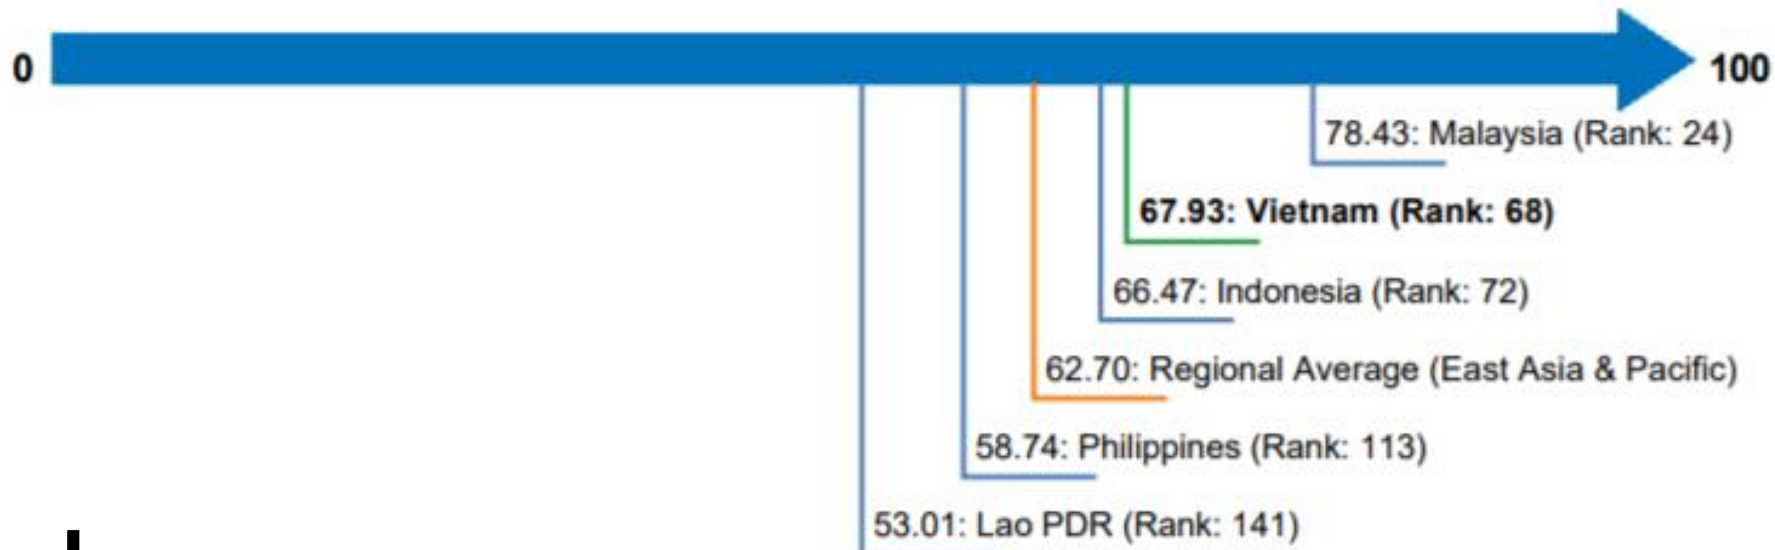 0
100
78.43: Malaysia (Rank: 24)
67.93: Vietnam (Rank: 68)
66.47: Indonesia (Rank: 72)
62.70: Regional Average (East Asia & Pacific)
58.74: Philippines (Rank: 113)
53.01: Lao PDR (Rank: 141)